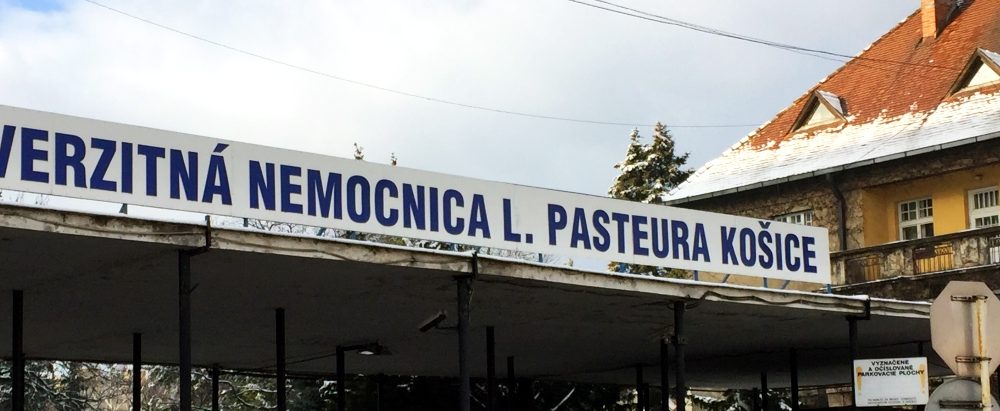 VERZITNÁ NEMOCNICA L. PASTEURA KOŠICE
VYZNAČENÉ
A OČÍSLOVANÉ
PARKOVACIE PLOCHY